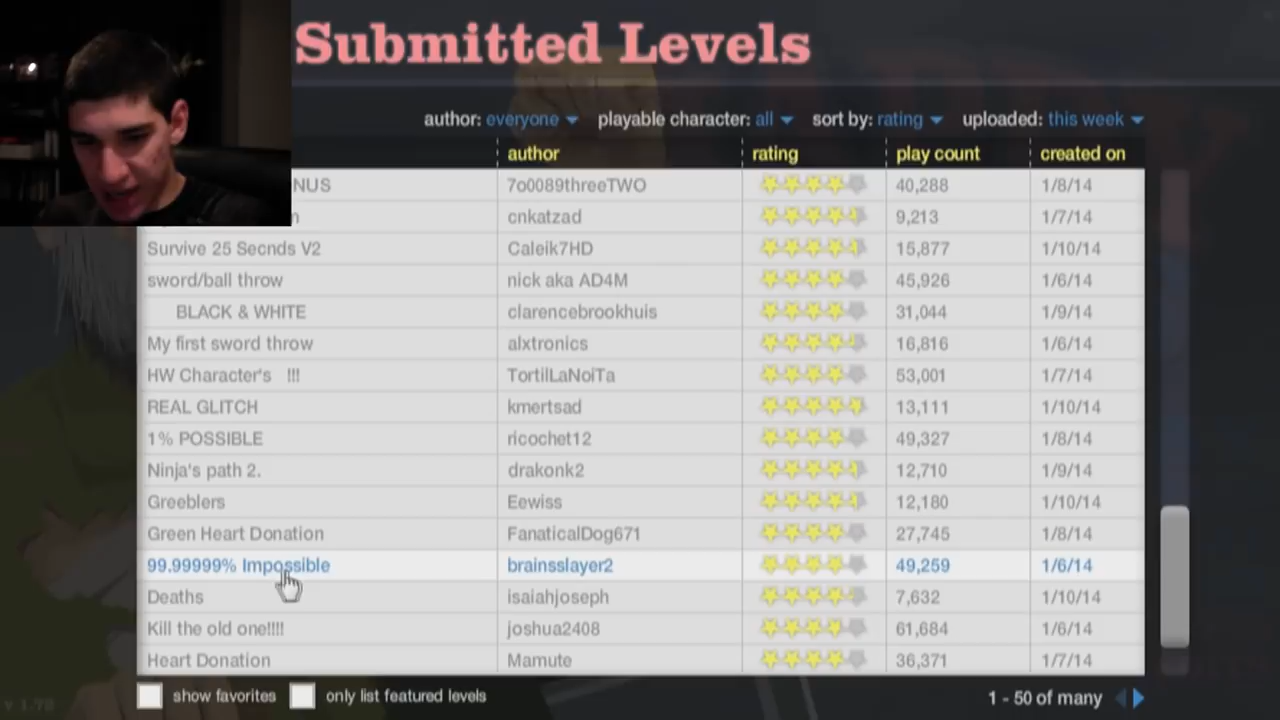 Submitted Levels
author: everyone playable character: all sort by: rating uploaded: this week
author rating play count created on
NUS 7o0089threeTWO 40,288 1/8/14
cnkatzad 9,213 1/7/14
Survive 25 Secnds V2 Caleik7HD 15,877 1/10/14
sword/ball throw nick aka AD4M 45,926 1/6/14
BLACK & WHITE clarencebrookhuis 31,044 1/9/14
My first sword throw alxtronics 16,816 1/6/14
HW Character's !!! TortilLaNoiTa 53,001 1/7/14
REAL GLITCH kmertsad 13,111 1/10/14
1% POSSIBLE ricochet12 49,327 1/8/14
Ninja's path 2. drakonk2 12,710 1/9/14
Greeblers Eewiss 12,180 1/10/14
Green Heart Donation FanaticalDog671 27,745 1/8/14
99.99999% Impossible brainsslayer2 49,259 1/6/14
Deaths isaiahjoseph 7,632 1/10/14
Kill the old one!!!! joshua2408 61,684 1/6/14
Heart Donation Mamute 36,371 1/7/14
show favorites only list featured levels 1 - 50 of many
v 1.78